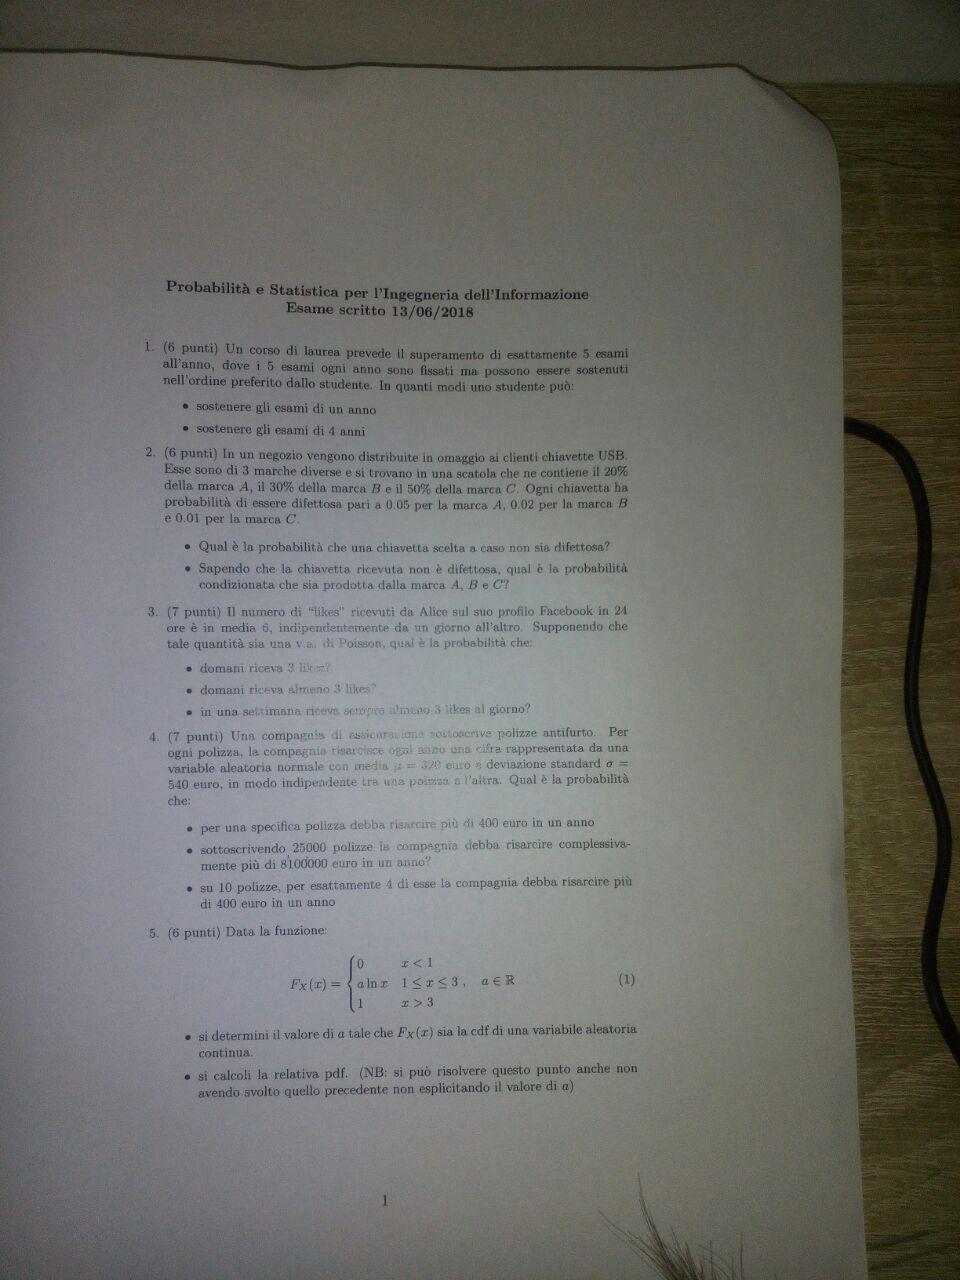 Probabilità e Statistica per l'Ingegneria dell'Informazione
Esame scritto 13/06/2018
1. (6 punti) Un corso di laurea prevede il superamento di esattamente 5 esami
all'anno, dove i 5 esami ogni anno sono fissati ma possono essere sostenuti
nell'ordine preferito dallo studente. In quanti modi uno studente può:
• sostenere gli esami di un anno
• sostenere gli esami di 4 anni
2. (6 punti) In un negozio vengono distribuite in omaggio ai clienti chiavette USB.
Esse sono di 3 marche diverse e si trovano in una scatola che ne contiene il 20%
della marca A, il 30% della marca B e il 50% della marca C. Ogni chiavetta ha
probabilità di essere difettosa pari a 0.05 per la marca A, 0.02 per la marca B
e 0.01 per la marca C.
• Qual è la probabilità che una chiavetta scelta a caso non sia difettosa?
• Sapendo che la chiavetta ricevuta non è difettosa, qual è la probabilità
condizionata che sia prodotta dalla marca A, B e C?
3. (7 punti) Il numero di "likes" ricevuti da Alice sul suo profilo Facebook in 24
ore è in media 6, indipendentemente da un giorno all'altro. Supponendo che
tale quantità sia una v.a. di Poisson, qual è la probabilità che:
• domani riceva 3 likes?
• domani riceva almeno 3 likes?
• in una settimana riceve sempre almeno 3 likes al giorno?
4. (7 punti) Una compagnia di assicurazione sottoscrive polizze antifurto. Per
ogni polizza, la compagnia risarcisce ogni anno una cifra rappresentata da una
variabile aleatoria normale con media μ = 320 euro e deviazione standard σ =
540 euro, in modo indipendente tra una polizza e l'altra. Qual è la probabilità
che:
• per una specifica polizza debba risarcire più di 400 euro in un anno
• sottoscrivendo 25000 polizze la compagnia debba risarcire complessiva-
mente più di 8100000 euro in un anno?
• su 10 polizze, per esattamente 4 di esse la compagnia debba risarcire più
di 400 euro in un anno
5. (6 punti) Data la funzione:
F_X(x) = { 0 x < 1
a ln x 1 ≤ x ≤ 3 , a ∈ ℝ (1)
1 x > 3
• si determini il valore di a tale che F_X(x) sia la cdf di una variabile aleatoria
continua.
• si calcoli la relativa pdf. (NB: si può risolvere questo punto anche non
avendo svolto quello precedente non esplicitando il valore di a)
1